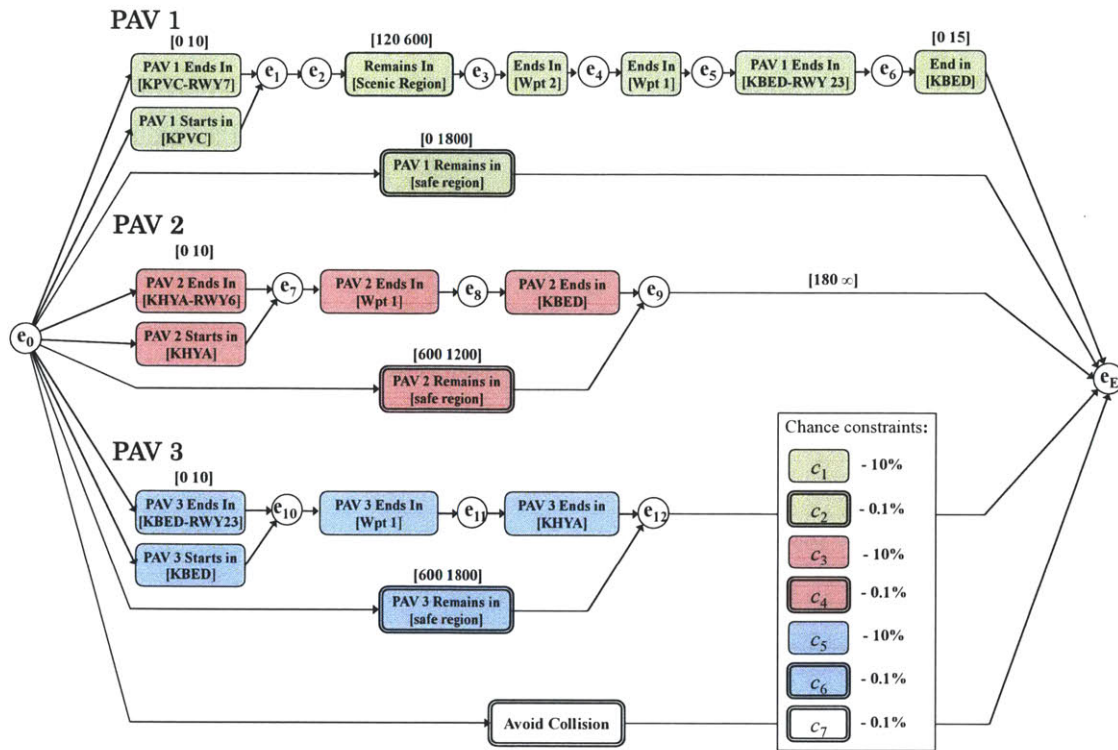 PAV 1
[0 10]
[120 600]
[0 15]
PAV 1 Ends In
[KPVC-RWY7]
e1
e2
Remains in
[Scenic Region]
e3
Ends In
[Wpt 2]
e4
Ends In
[Wpt 1]
e5
PAV 1 Ends In
[KBED-RWY 23]
e6
End in
[KBED]
PAV 1 Starts in
[KPVC]
[0 1800]
PAV 1 Remains in
[safe region]
PAV 2
[0 10]
PAV 2 Ends In
[KHYA-RWY6]
e7
PAV 2 Ends In
[Wpt 1]
e8
PAV 2 Ends in
[KBED]
e9
[180 ∞]
e0
PAV 2 Starts in
[KHYA]
[600 1200]
PAV 2 Remains in
[safe region]
eE
PAV 3
[0 10]
PAV 3 Ends In
[KBED-RWY23]
e10
PAV 3 Ends In
[Wpt 1]
e11
PAV 3 Ends in
[KHYA]
e12
PAV 3 Starts in
[KBED]
[600 1800]
PAV 3 Remains in
[safe region]
Avoid Collision
Chance constraints:
c1 - 10%
c2 - 0.1%
c3 - 10%
c4 - 0.1%
c5 - 10%
c6 - 0.1%
c7 - 0.1%